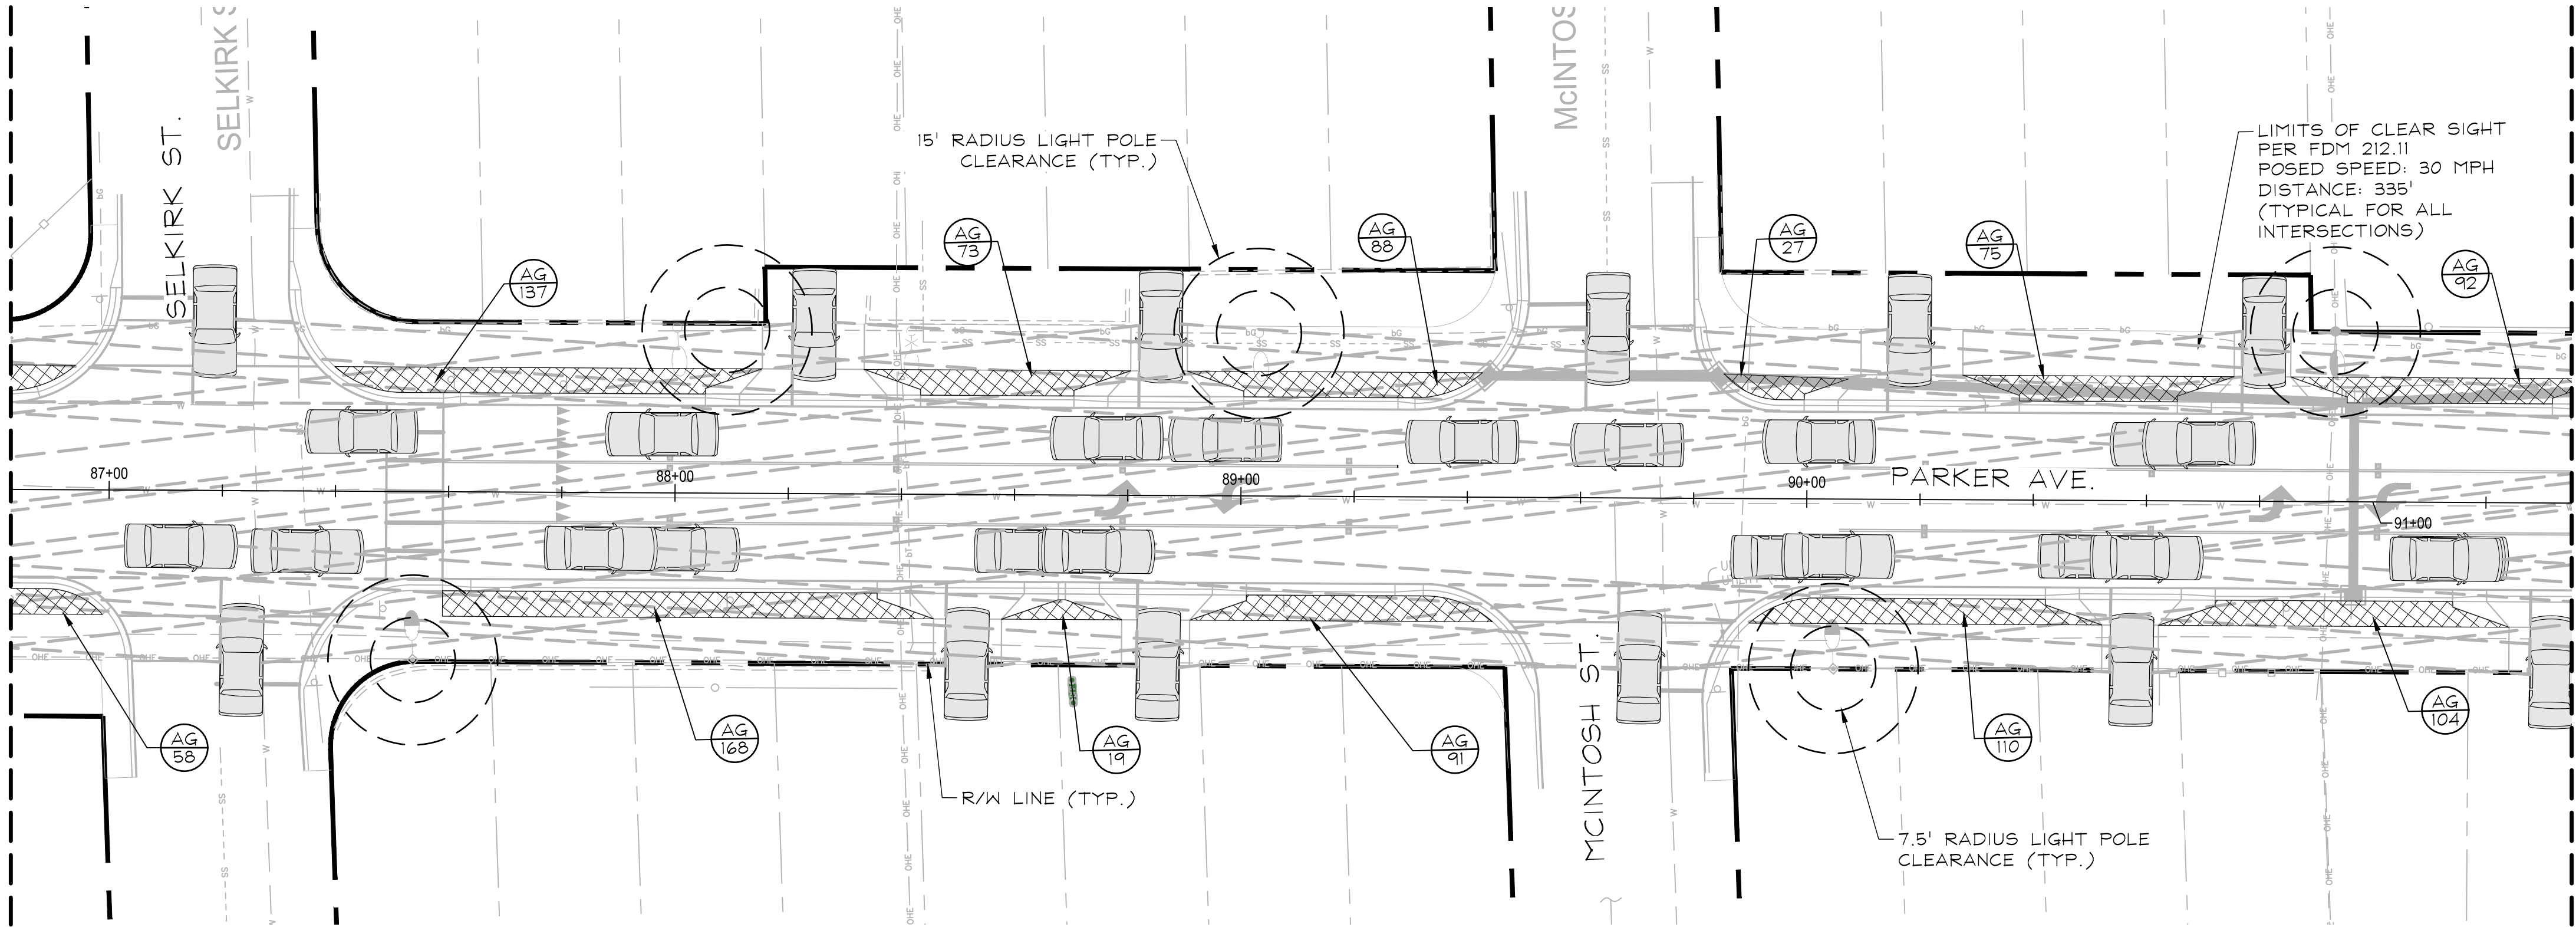 SELKIRK S
SELKIRK ST.
McINTOS
15' RADIUS LIGHT POLE
CLEARANCE (TYP.)
LIMITS OF CLEAR SIGHT
PER FDM 212.11
POSED SPEED: 30 MPH
DISTANCE: 335'
(TYPICAL FOR ALL
INTERSECTIONS)
AG
137
AG
73
AG
88
AG
27
AG
75
AG
92
87+00
88+00
89+00
90+00
PARKER AVE.
91+00
AG
58
AG
168
AG
19
AG
91
AG
110
AG
104
R/W LINE (TYP.)
MCINTOSH ST.
7.5' RADIUS LIGHT POLE
CLEARANCE (TYP.)